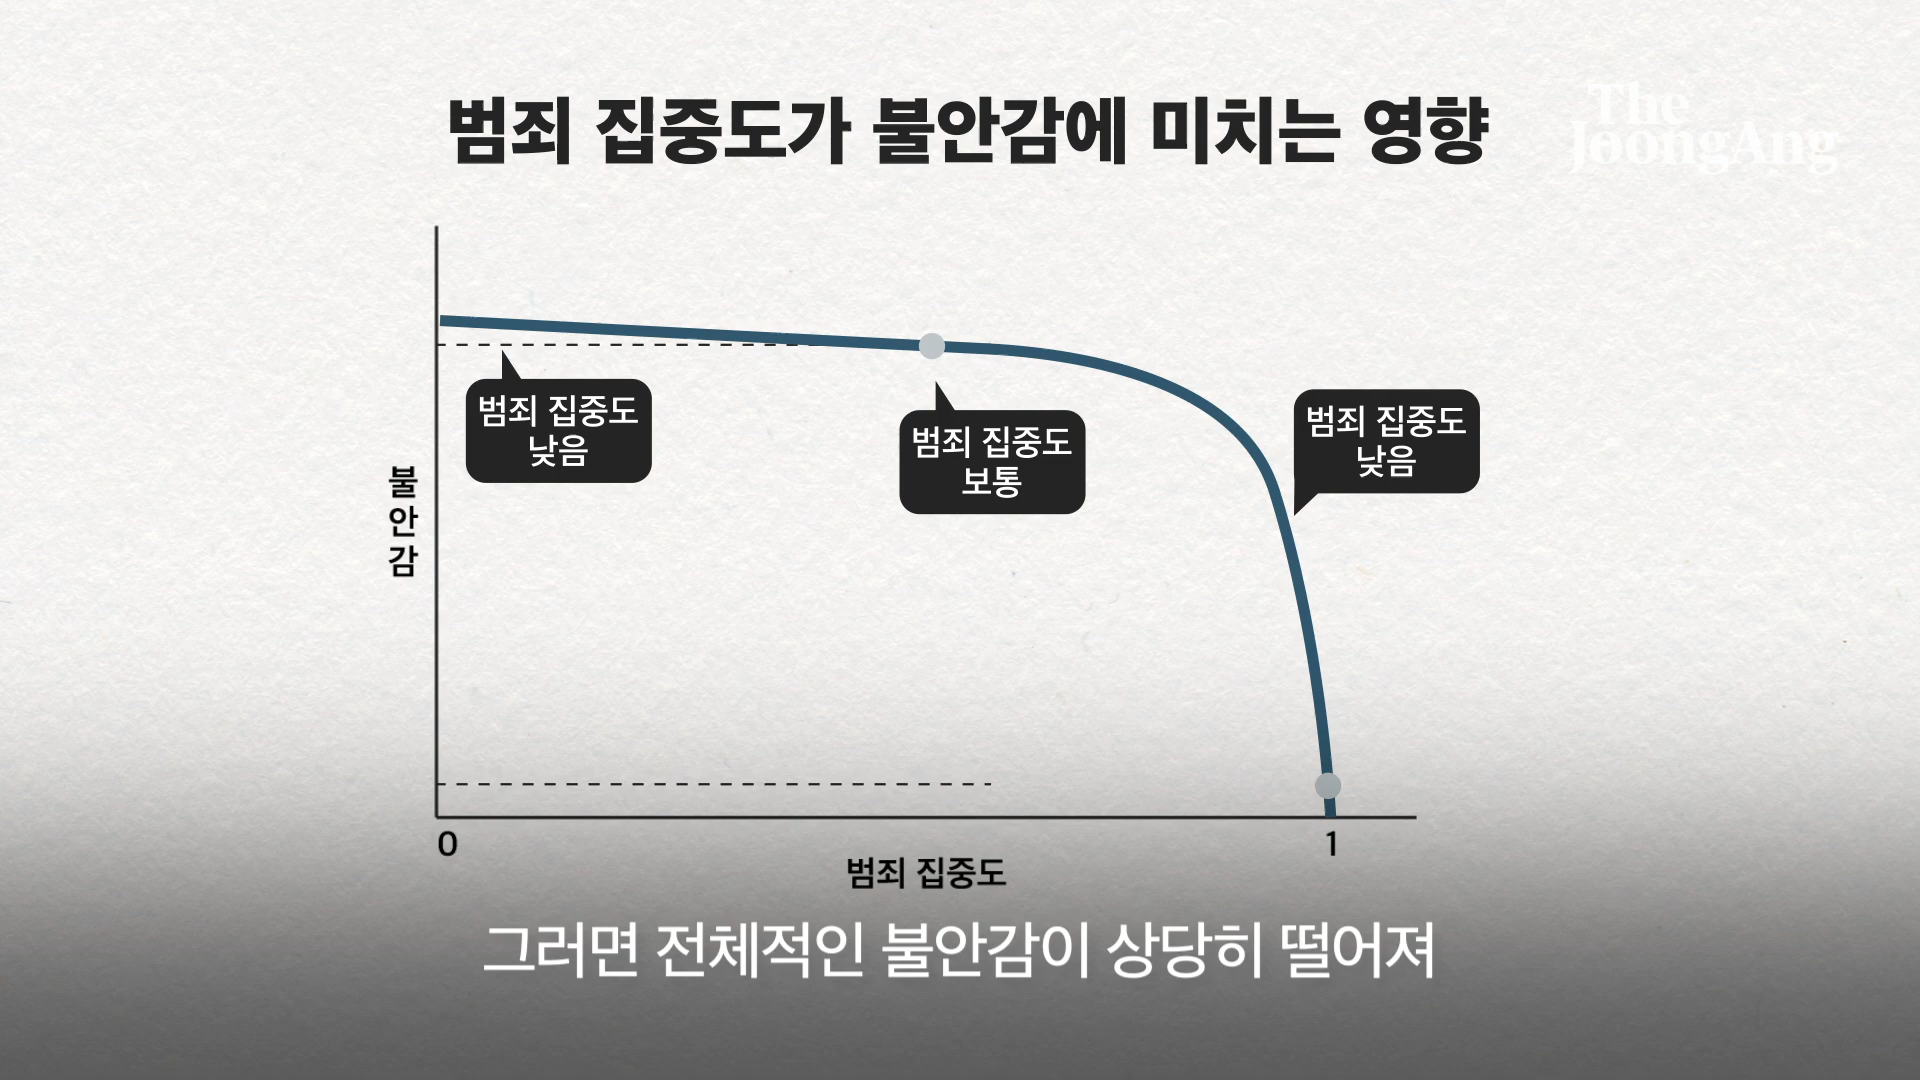 범죄 집중도가 불안감에 미치는 영향
The
JoongAng
범죄 집중도
낮음
범죄 집중도
보통
범죄 집중도
낮음
불
안
감
0
1
범죄 집중도
그러면 전체적인 불안감이 상당히 떨어져